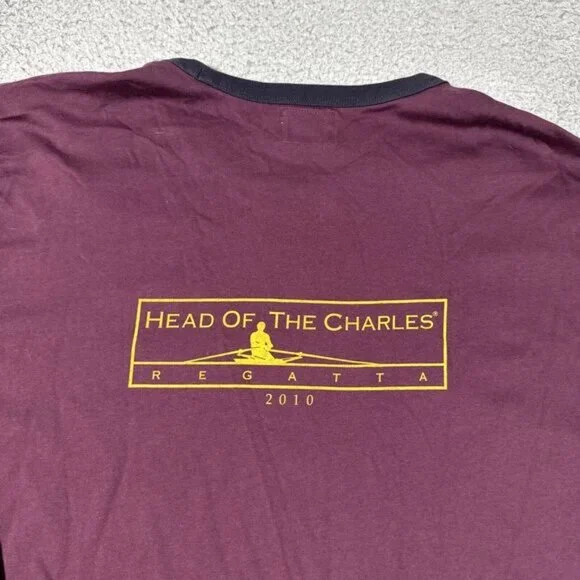 HEAD OF THE CHARLES®
REGATTA
2010